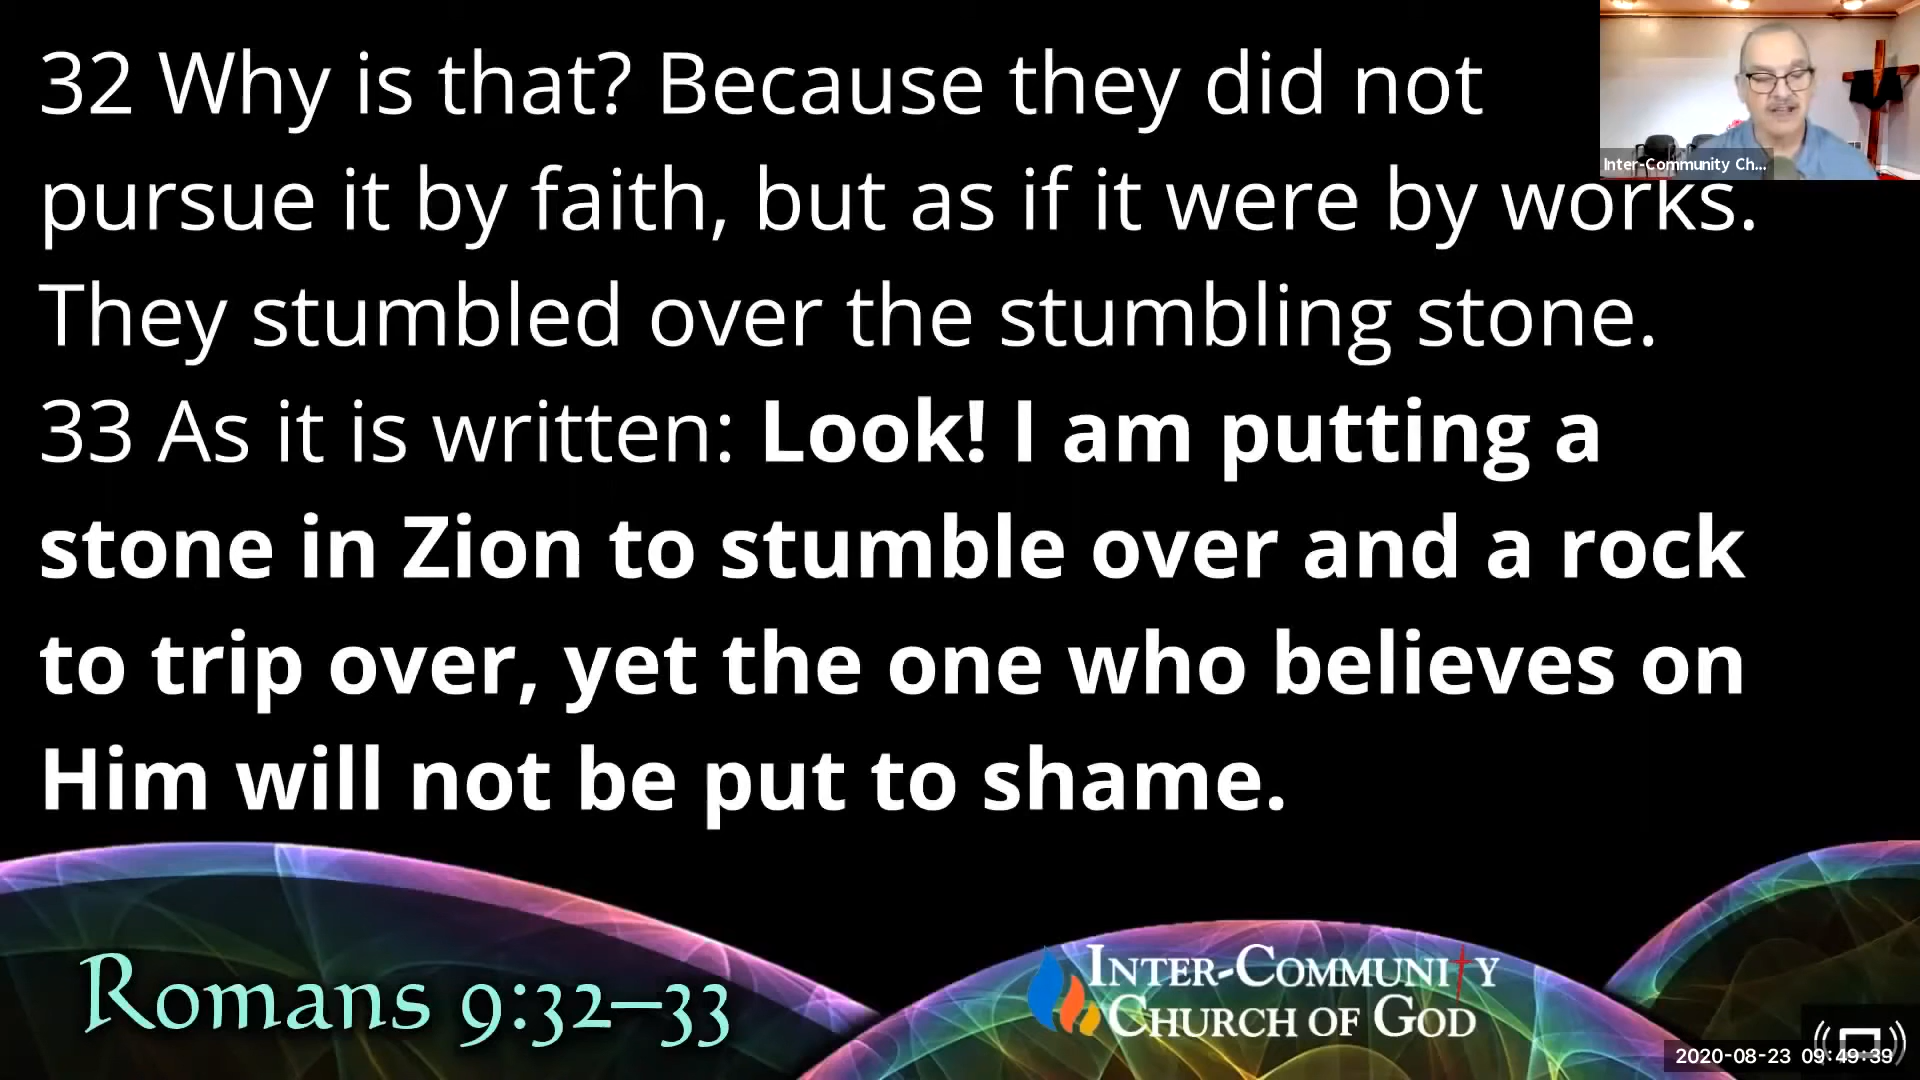 32 Why is that? Because they did not
pursue it by faith, but as if it were by works.
They stumbled over the stumbling stone.
33 As it is written: Look! I am putting a
stone in Zion to stumble over and a rock
to trip over, yet the one who believes on
Him will not be put to shame.
Inter-Community Ch...
Romans 9:32–33
Inter-Community
Church of God
2020-08-23 09:49:39